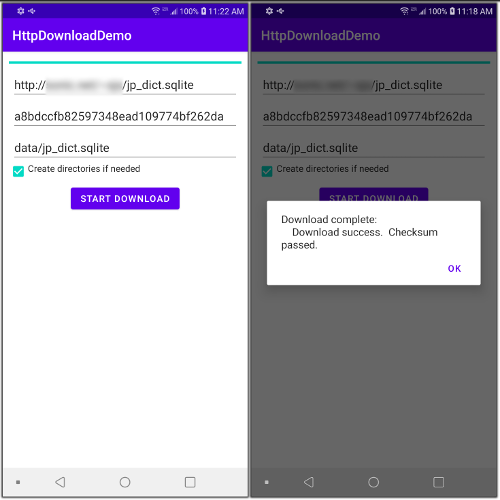 11:22 AM
100%
HttpDownloadDemo
http:// /jp_dict.sqlite
a8bdccfb82597348ead109774bf262da
data/jp_dict.sqlite
Create directories if needed
START DOWNLOAD
100% 11:18 AM
HttpDownloadDemo
http:// /jp_dict.sqlite
a8bdccfb82597348ead109774bf262da
data/jp_dict.sqlite
Create directories if needed
START DOWNLOAD
Download complete:
Download success. Checksum
passed.
OK